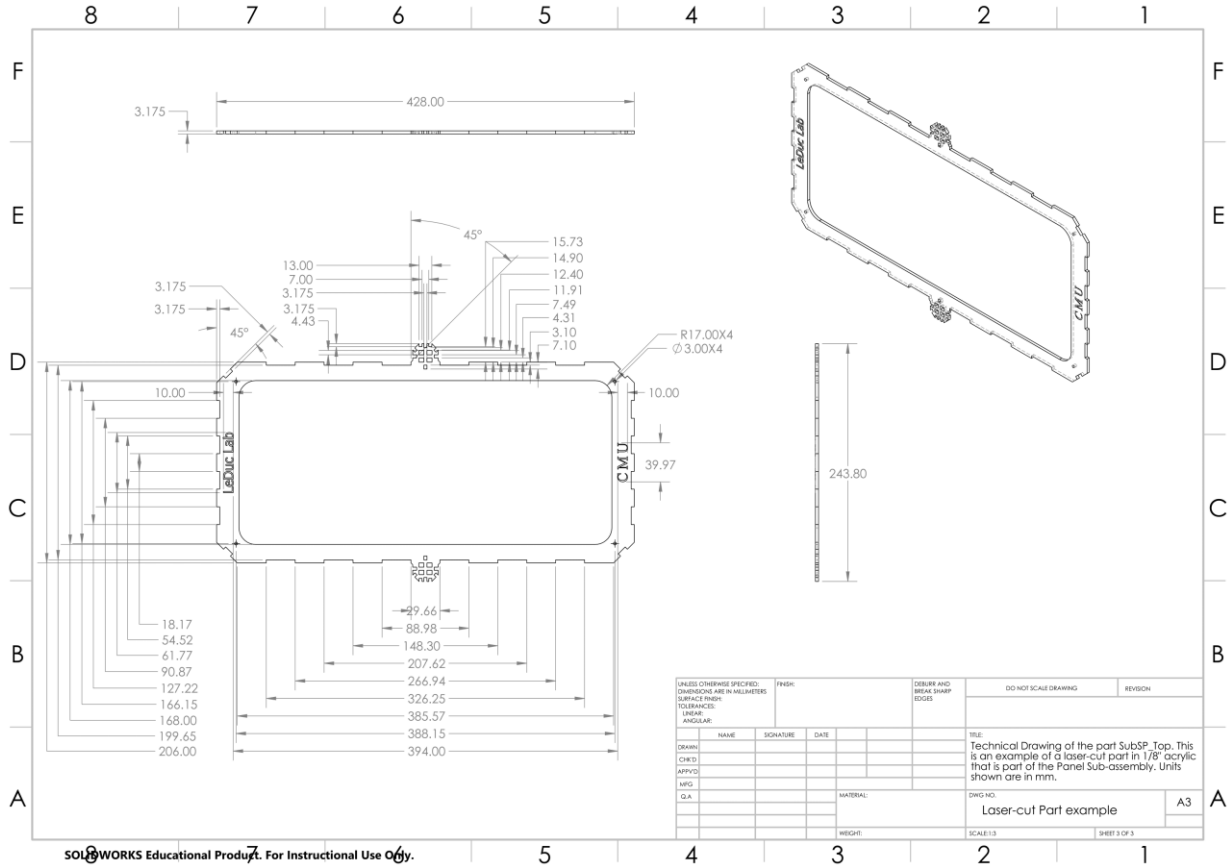 8 7 6 5 4 3 2 1
F F
E E
D D
C C
B B
A A
428.00
3.175
45°
15.73
14.90
12.40
11.91
7.49
4.31
3.10
7.10
13.00
7.00
3.175
3.175
4.43
3.175
3.175
45°
R17.00X4
∅3.00X4
10.00
10.00
LeDuc Lab
CMU
39.97
243.80
LeDuc Lab
CMU
18.17
54.52
61.77
90.87
127.22
166.15
168.00
199.65
206.00
29.66
88.98
148.30
207.62
266.94
326.25
385.57
388.15
394.00
UNLESS OTHERWISE SPECIFIED:
DIMENSIONS ARE IN MILLIMETERS
SURFACE FINISH:
TOLERANCES:
LINEAR:
ANGULAR:
FINISH:
DEBURR AND
BREAK SHARP
EDGES
DO NOT SCALE DRAWING
REVISION
NAME SIGNATURE DATE
DRAWN
CHK'D
APPV'D
MFG
Q.A
MATERIAL:
WEIGHT:
TITLE:
Technical Drawing of the part SubSP_Top. This
is an example of a laser-cut part in 1/8" acrylic
that is part of the Panel Sub-assembly. Units
shown are in mm.
DWG NO.
Laser-cut Part example
A3
SCALE:1:5
SHEET 3 OF 3
SOLIDWORKS Educational Product. For Instructional Use Only.
8 7 6 5 4 3 2 1